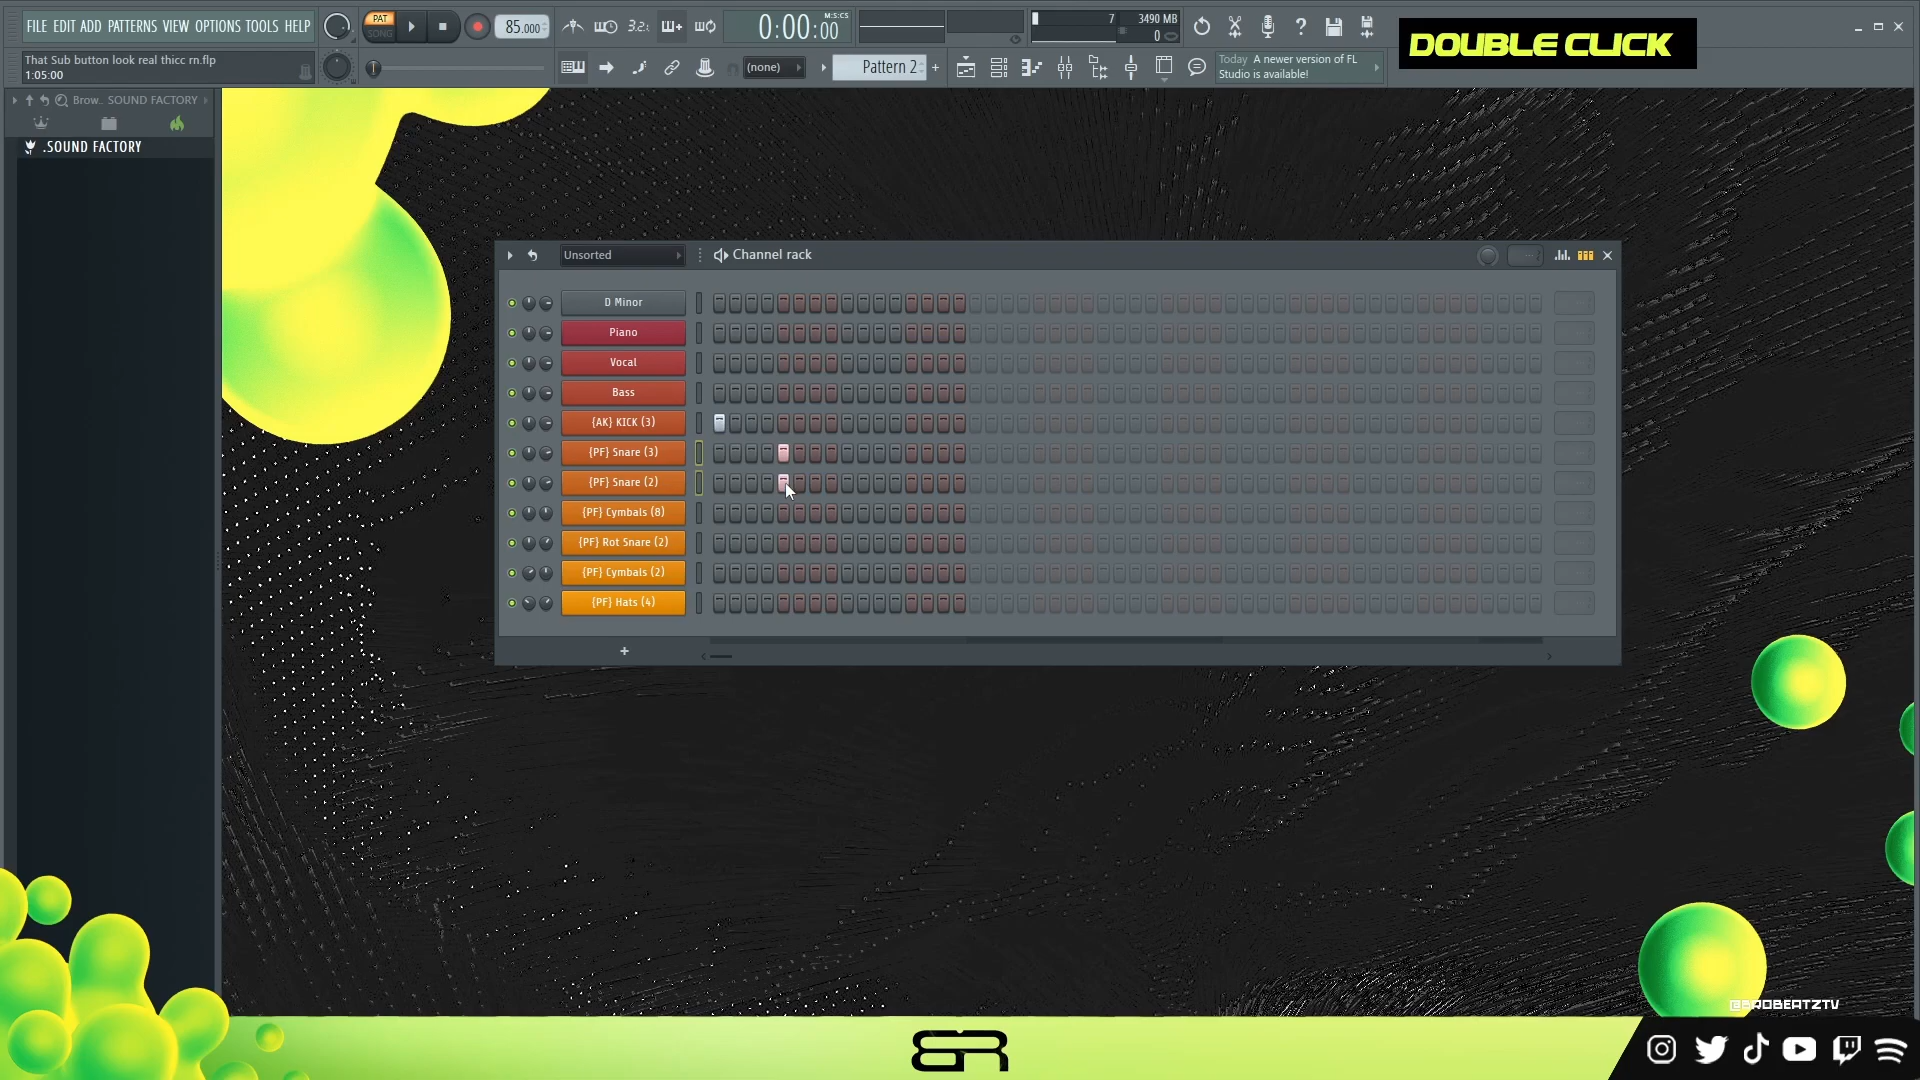 FILE EDIT ADD PATTERNS VIEW OPTIONS TOOLS HELP
PAT
SONG
85.000
3.2.:
M:S:CS
0:00:00
7
3490 MB
0
DOUBLE CLICK
That Sub button look real thicc rn.flp
1:05:00
(none)
Pattern 2
Today A newer version of FL
Studio is available!
Brow.. SOUND FACTORY
.SOUND FACTORY
Unsorted
Channel rack
D Minor
Piano
Vocal
Bass
{AK} KICK (3)
{PF} Snare (3)
{PF} Snare (2)
{PF} Cymbals (8)
{PF} Rot Snare (2)
{PF} Cymbals (2)
{PF} Hats (4)
@BROBEATZTV
BR